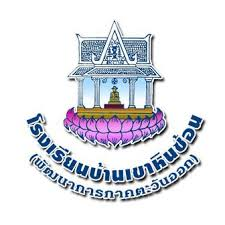 โรงเรียนบ้านเขาหินซ้อน
(พัฒนาการภาคตะวันออก)